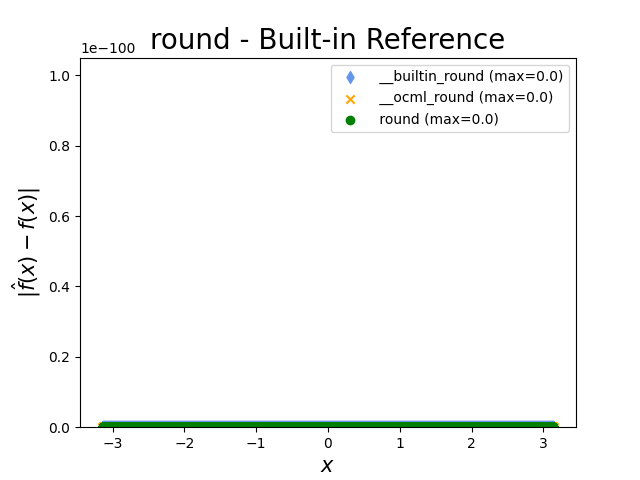 round - Built-in Reference
1e−100
1.0
0.8
0.6
0.4
0.2
0.0
|f̂(x) − f(x)|
__builtin_round (max=0.0)
__ocml_round (max=0.0)
round (max=0.0)
−3 −2 −1 0 1 2 3
x